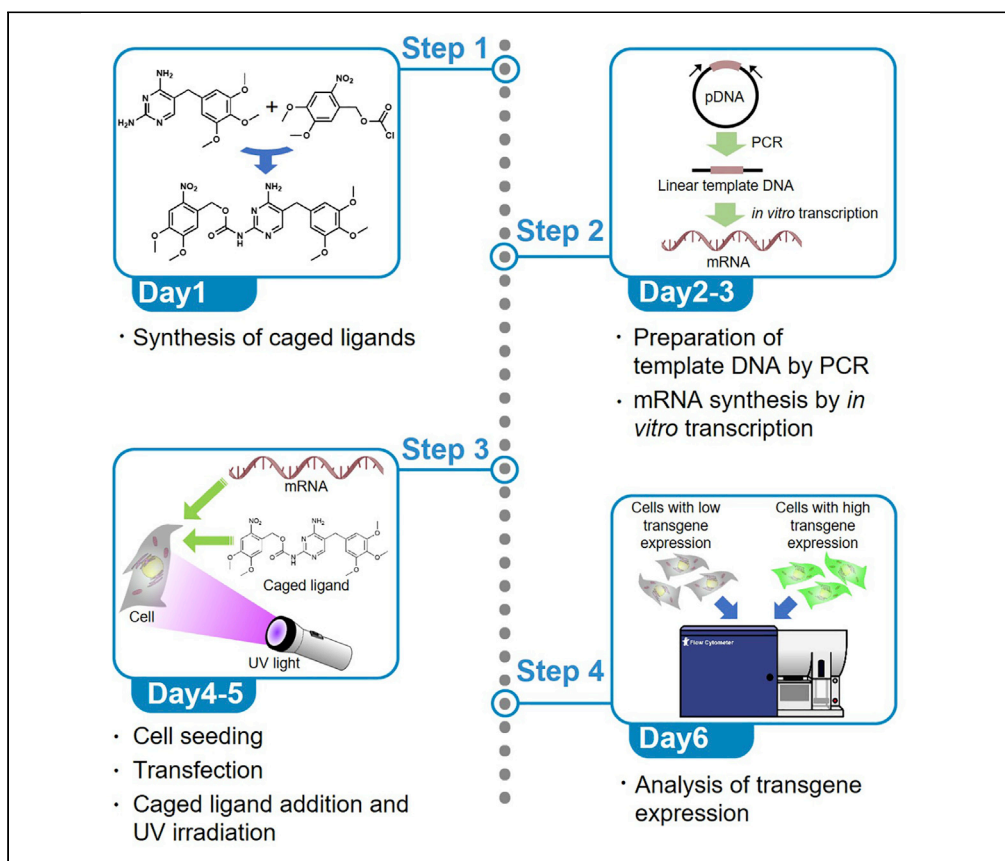 Step 1
NH₂
N
H₂N
N
O
O
O
+
NO₂
O
O
O
O
Cl
NO₂
O
O
O
O
N
H
N
N
NH₂
O
O
O
Day1
· Synthesis of caged ligands
Step 2
pDNA
PCR
Linear template DNA
in vitro transcription
mRNA
Day2-3
· Preparation of
template DNA by PCR
· mRNA synthesis by in
vitro transcription
Step 3
mRNA
NO₂
O
O
O
O
N
H
N
N
NH₂
O
O
O
Caged ligand
Cell
UV light
Day4-5
· Cell seeding
· Transfection
· Caged ligand addition and
UV irradiation
Step 4
Cells with low
transgene
expression
Cells with high
transgene
expression
Flow Cytometer
Day6
· Analysis of transgene
expression